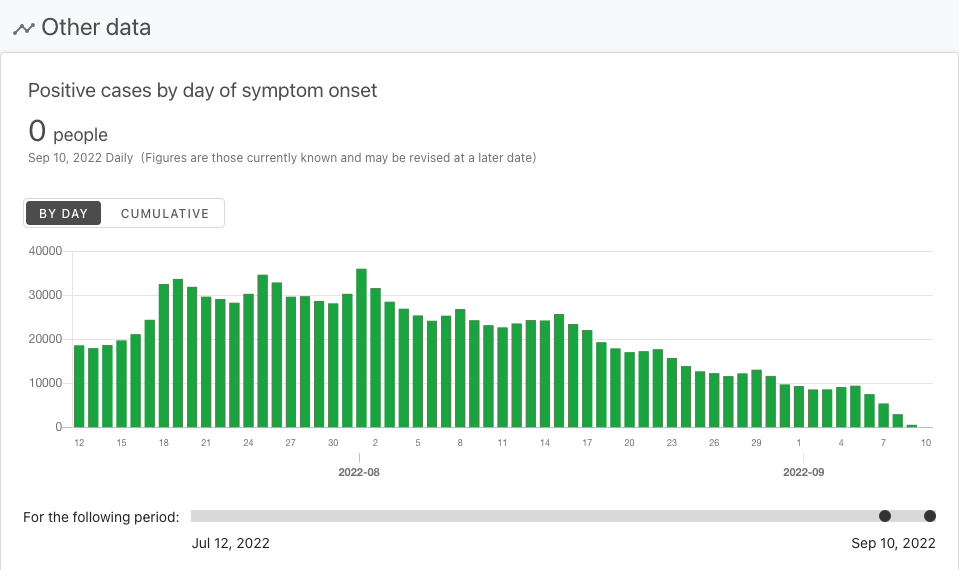 Other data
Positive cases by day of symptom onset
0 people
Sep 10, 2022 Daily (Figures are those currently known and may be revised at a later date)
BY DAY CUMULATIVE
40000
30000
20000
10000
0
12 15 18 21 24 27 30 2 5 8 11 14 17 20 23 26 29 1 4 7 10
2022-08 2022-09
For the following period:
Jul 12, 2022 Sep 10, 2022